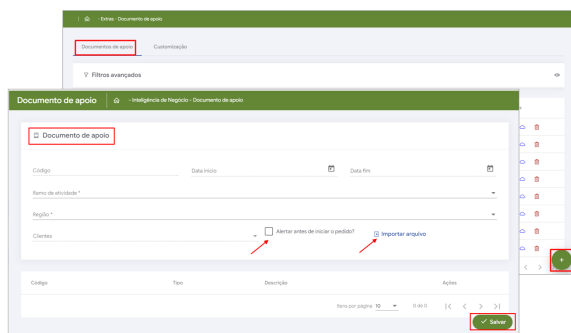 - Extras - Documento de apoio
Documentos de apoio Customização
Filtros avançados
Documento de apoio - Inteligência de Negócio - Documento de apoio
Documento de apoio
Código Data início Data fim
Ramo de atividade *
Região *
Clientes Alertar antes de iniciar o pedido? Importar arquivo
Código Tipo Descrição Ações
Itens por página 10 0 de 0
Salvar